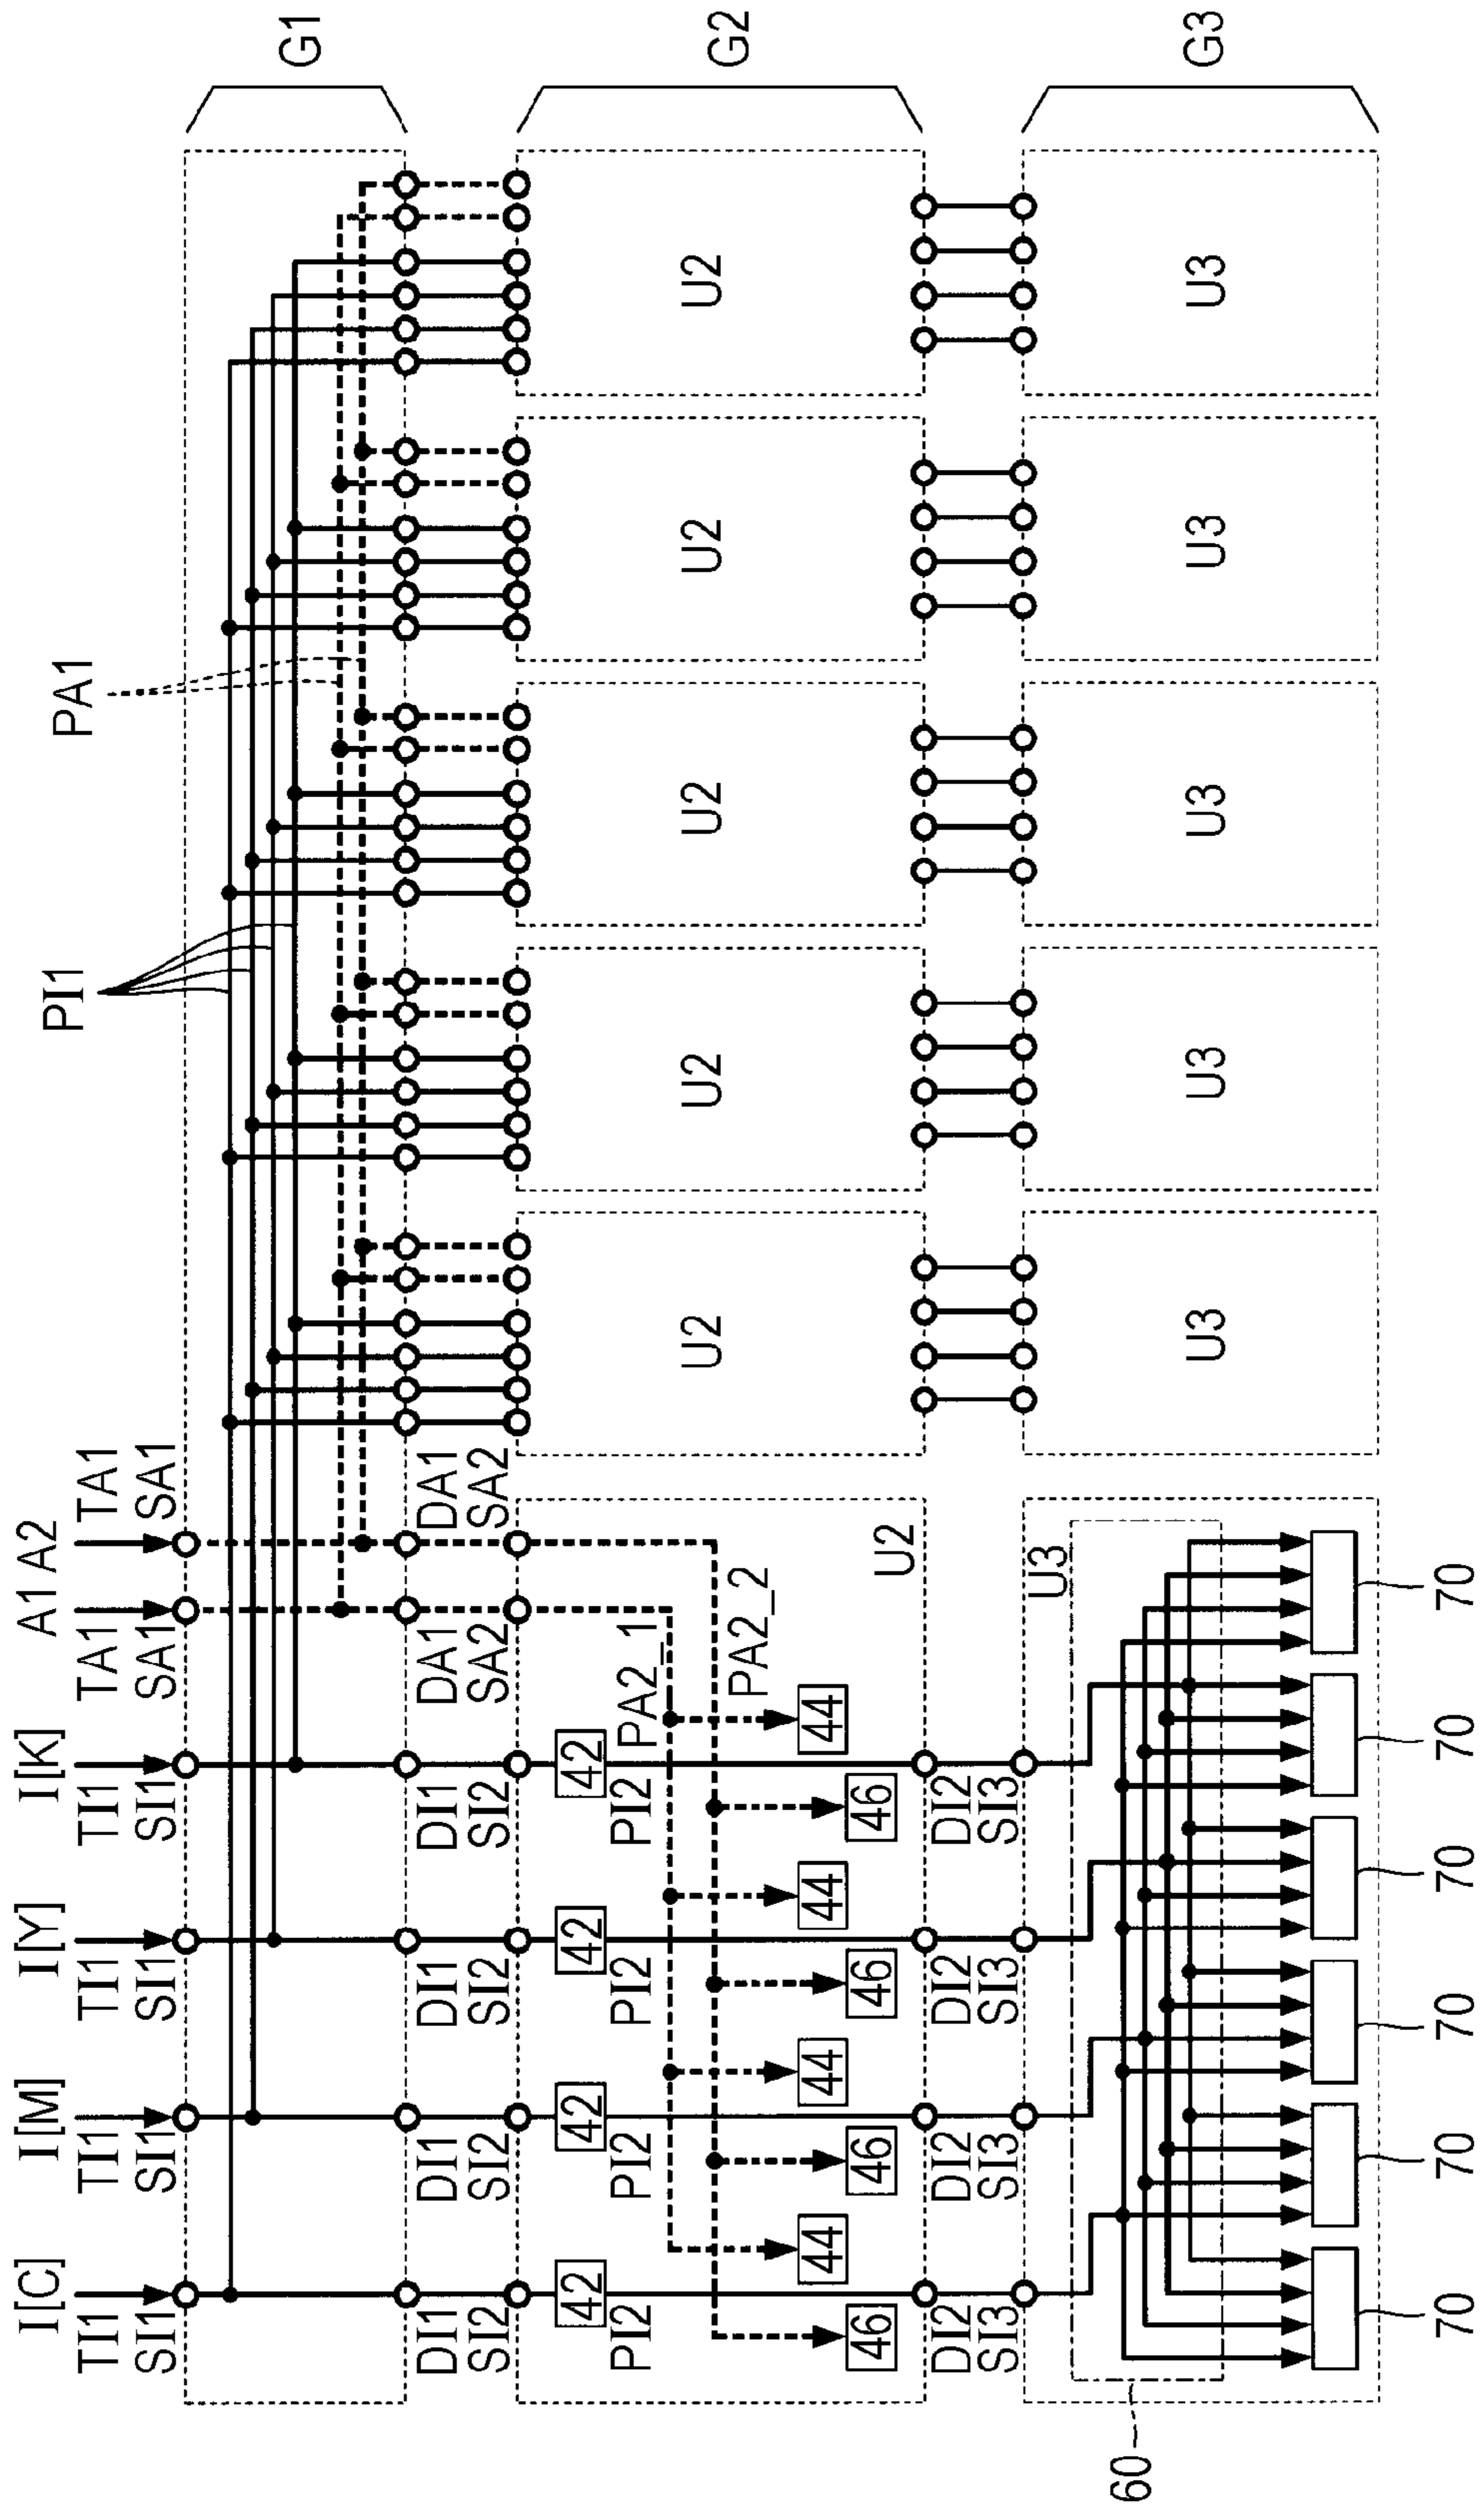 I[C] I[M] I[Y] I[K] A1 A2
TI1 TI1 TI1 TI1 TA1 TA1
SI1 SI1 SI1 SI1 SA1 SA1
PI1
PA1
G1
DI1 DI1 DI1 DI1 DA1 DA1
SI2 SI2 SI2 SI2 SA2 SA2
42 42 42 42
PI2 PI2 PI2 PI2 PA2_1
PA2_2
U2 U2 U2 U2 U2
G2
44 44 44 44
46 46 46 46
U2
DI2 DI2 DI2 DI2
SI3 SI3 SI3 SI3
U3
60
U3 U3 U3 U3 U3
G3
70 70 70 70 70 70